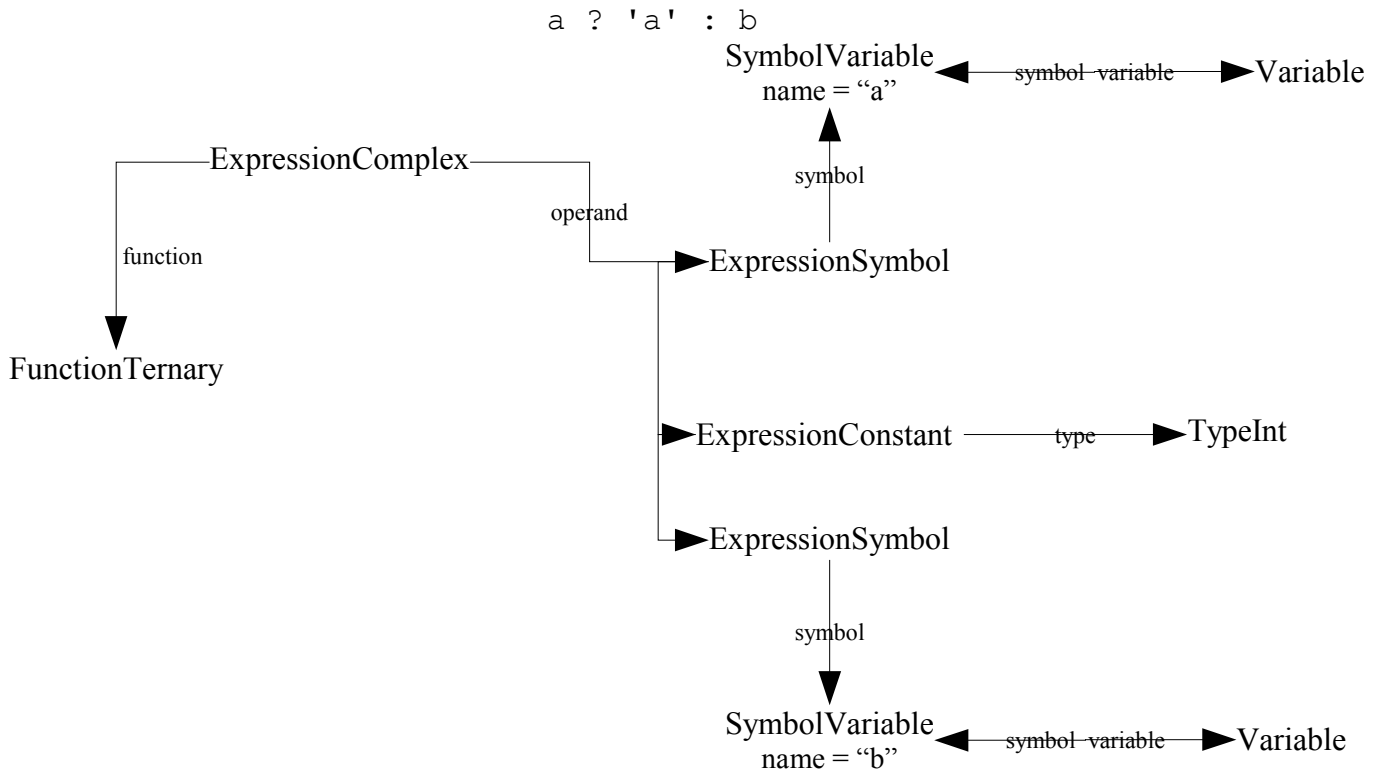 a ? 'a' : b
SymbolVariable
name = “a”
symbol variable
Variable
ExpressionComplex
symbol
operand
function
ExpressionSymbol
FunctionTernary
ExpressionConstant
type
TypeInt
ExpressionSymbol
symbol
SymbolVariable
name = “b”
symbol variable
Variable